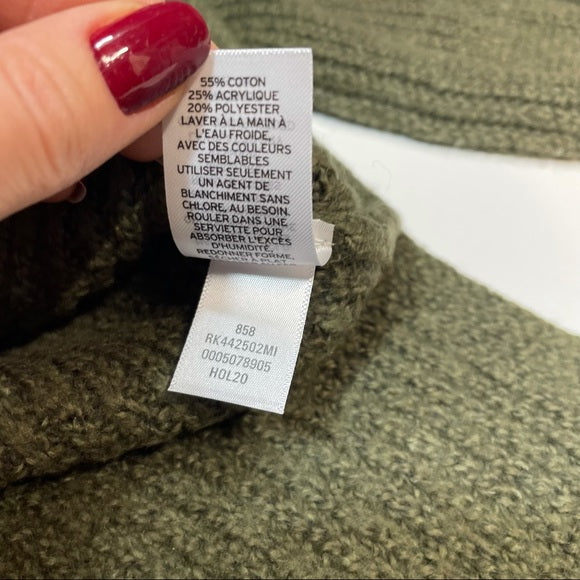 55% COTON
25% ACRYLIQUE
20% POLYESTER
LAVER À LA MAIN À
L'EAU FROIDE,
AVEC DES COULEURS
SEMBLABLES
UTILISER SEULEMENT
UN AGENT DE
BLANCHIMENT SANS
CHLORE, AU BESOIN.
ROULER DANS UNE
SERVIETTE POUR
ABSORBER L'EXCÈS
D'HUMIDITÉ,
REDONNER FORME,
À PLAT
858
RK442502MI
0005078905
HOL20